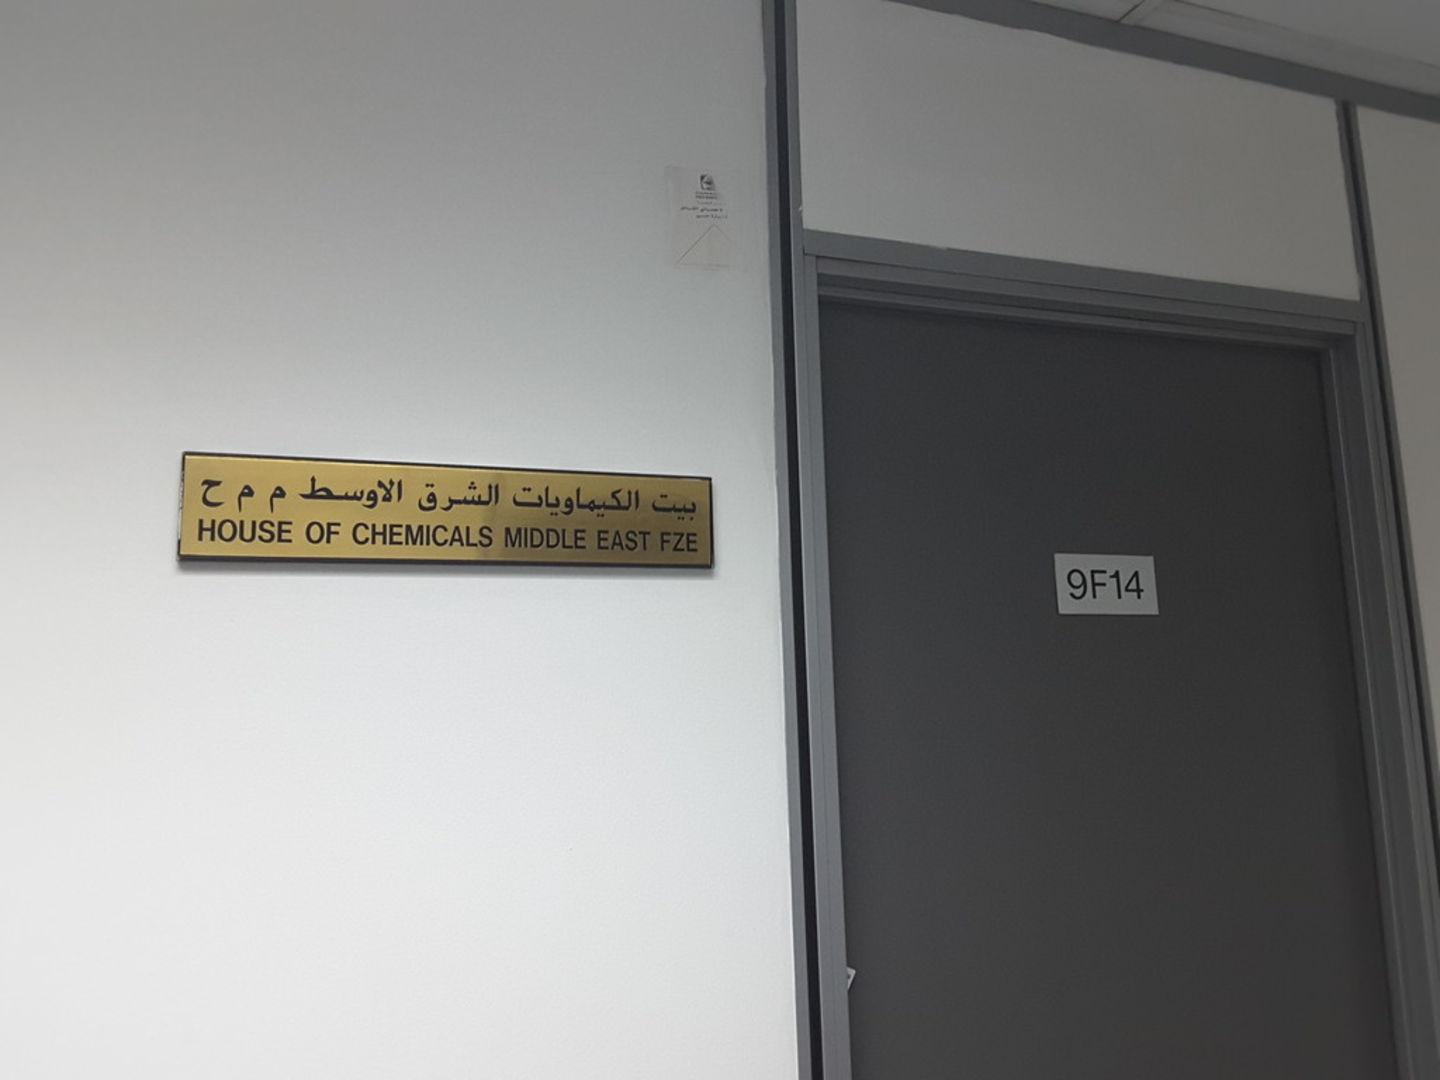 بيت الكيماويات الشرق الاوسط م م ح
HOUSE OF CHEMICALS MIDDLE EAST FZE
9F14